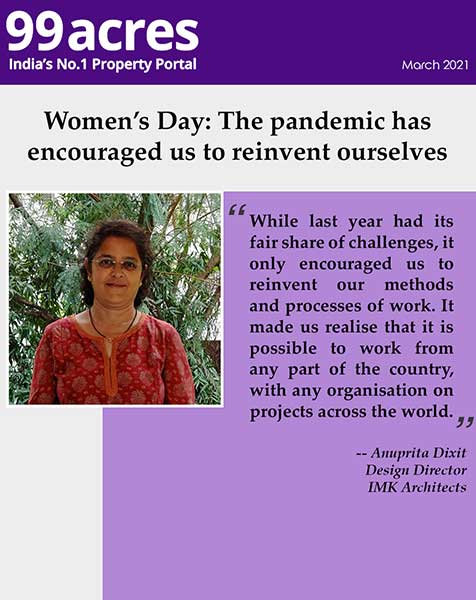 99acres
India's No.1 Property Portal
March 2021
Women's Day: The pandemic has
encouraged us to reinvent ourselves
“ While last year had its
fair share of challenges, it
only encouraged us to
reinvent our methods
and processes of work. It
made us realise that it is
possible to work from
any part of the country,
with any organisation on
projects across the world. ”
-- Anuprita Dixit
Design Director
IMK Architects